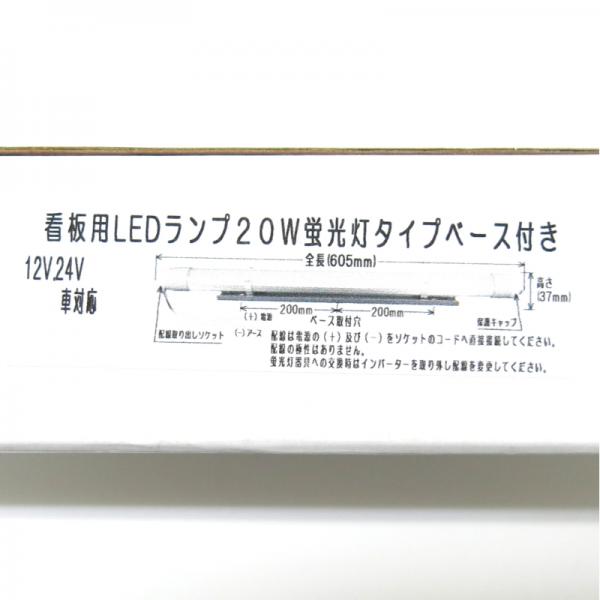 看板用LEDランプ20W蛍光灯タイプベース付き
12V.24V
車対応
全長(605mm)
高さ
(37mm)
200mm 200mm
(+)電源 ベース取付穴 保護キャップ
配線取り出しソケット (-)アース
配線は電源の(+)及び(-)をソケットのコードへ直接接続してください。
配線の極性はありません。
蛍光灯器具への交換時はインバーターを取り外し配線を変更してください。